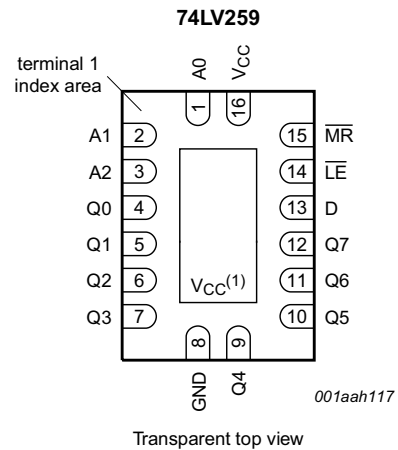 74LV259
terminal 1
index area
A0
VCC
1
16
A1 2
15 MR
A2 3
14 LE
Q0 4
13 D
Q1 5
12 Q7
Q2 6
11 Q6
Q3 7
10 Q5
VCC(1)
8
9
GND
Q4
001aah117
Transparent top view